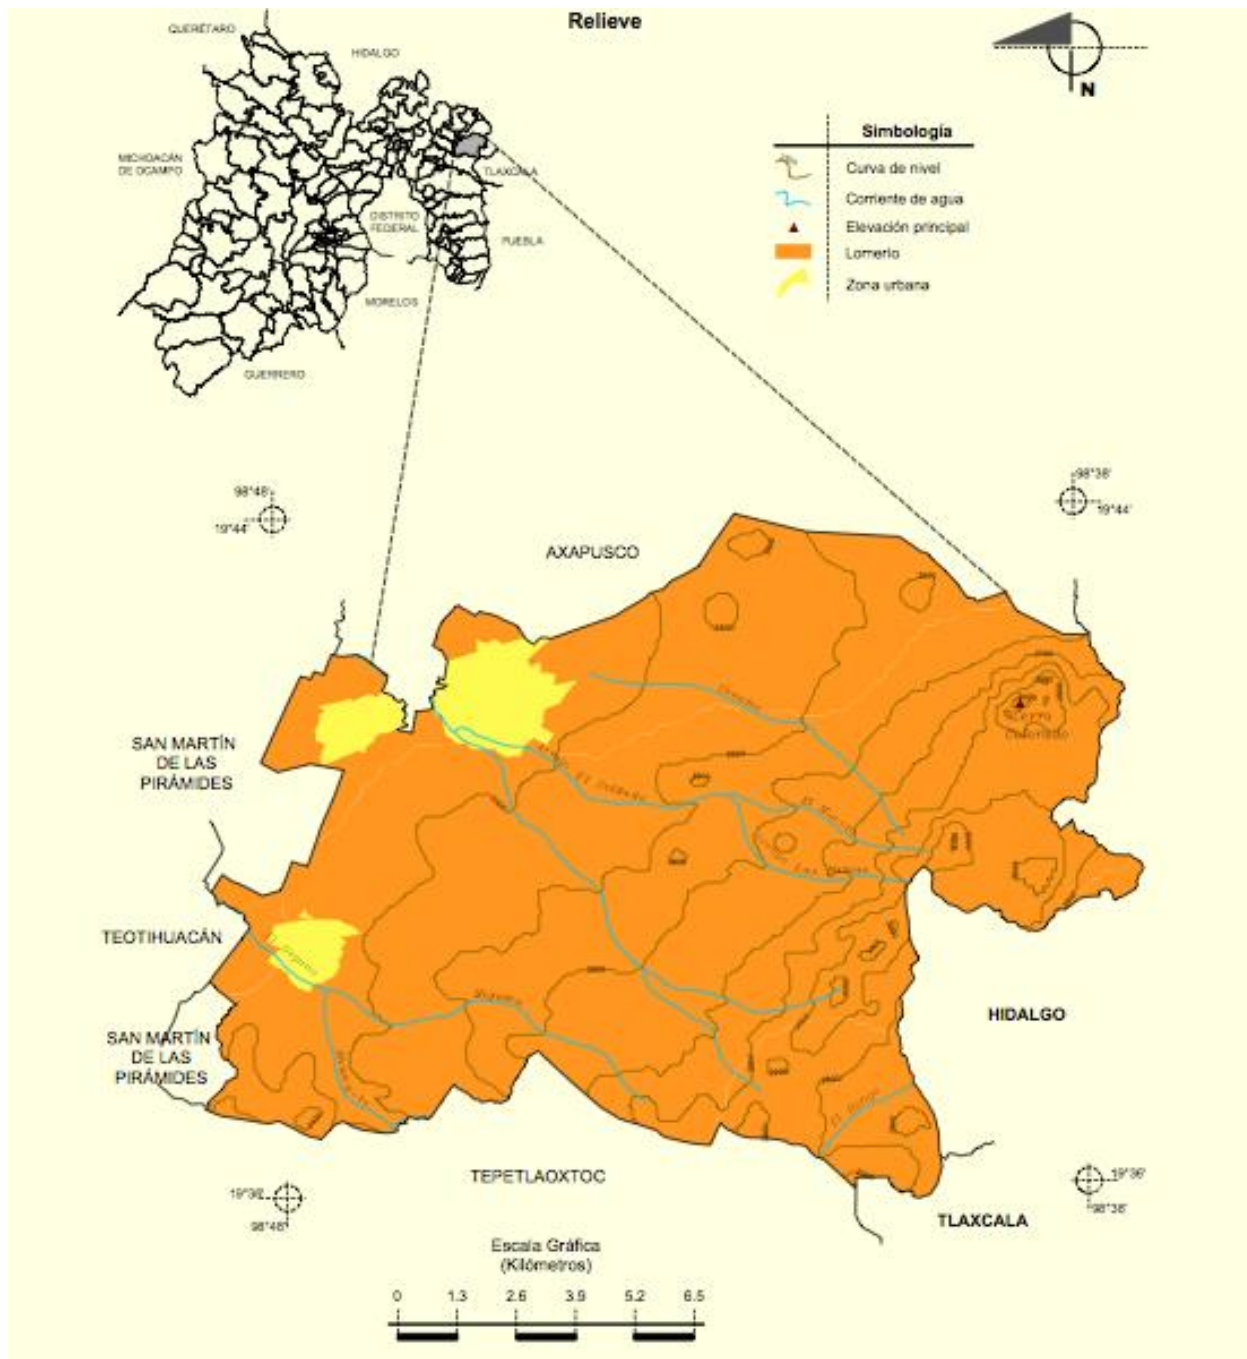 Relieve
QUERÉTARO
HIDALGO
MICHOACÁN
DE OCAMPO
TLAXCALA
DISTRITO
FEDERAL
PUEBLA
MORELOS
GUERRERO
N
Simbología
Curva de nivel
Corriente de agua
Elevación principal
Lomerío
Zona urbana
98°48'
19°44'
98°38'
19°44'
AXAPUSCO
SAN MARTÍN
DE LAS
PIRÁMIDES
Cerro
Colorado
TEOTIHUACÁN
SAN MARTÍN
DE LAS
PIRÁMIDES
HIDALGO
TEPETLAOXTOC
TLAXCALA
19°36'
98°48'
19°36'
98°38'
Escala Gráfica
(Kilómetros)
0 1.3 2.6 3.9 5.2 6.5